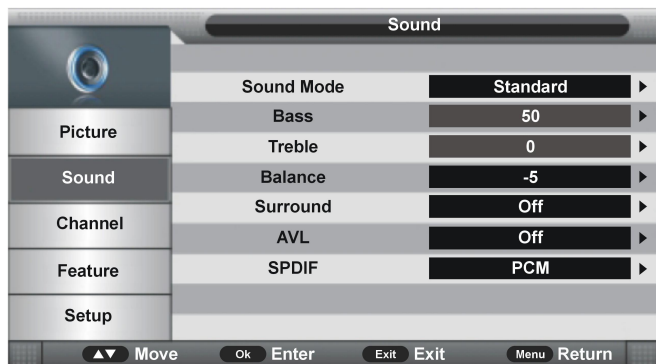 Sound
Sound Mode Standard
Bass 50
Treble 0
Balance -5
Surround Off
AVL Off
SPDIF PCM
Picture
Sound
Channel
Feature
Setup
Move Ok Enter Exit Exit Menu Return